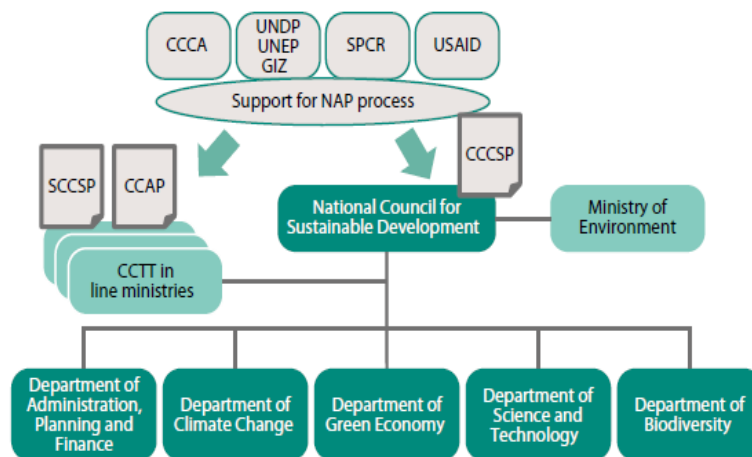 CCCA
UNDP
UNEP
GIZ
SPCR
USAID
Support for NAP process
SCCSP
CCAP
CCCSP
National Council for
Sustainable Development
Ministry of
Environment
CCTT in
line ministries
Department of
Administration,
Planning and
Finance
Department of
Climate Change
Department of
Green Economy
Department of
Science and
Technology
Department of
Biodiversity